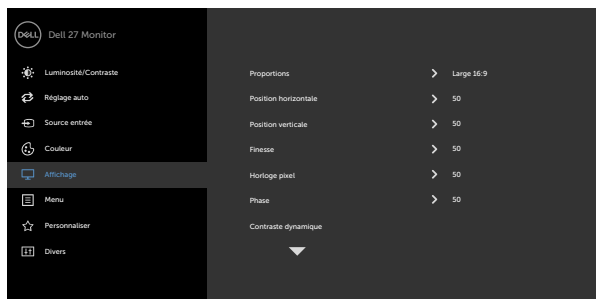 DELL Dell 27 Monitor
Luminosité/Contraste
Réglage auto
Source entrée
Couleur
Affichage
Menu
Personnaliser
Divers
Proportions Large 16:9
Position horizontale 50
Position verticale 50
Finesse 50
Horloge pixel 50
Phase 50
Contraste dynamique